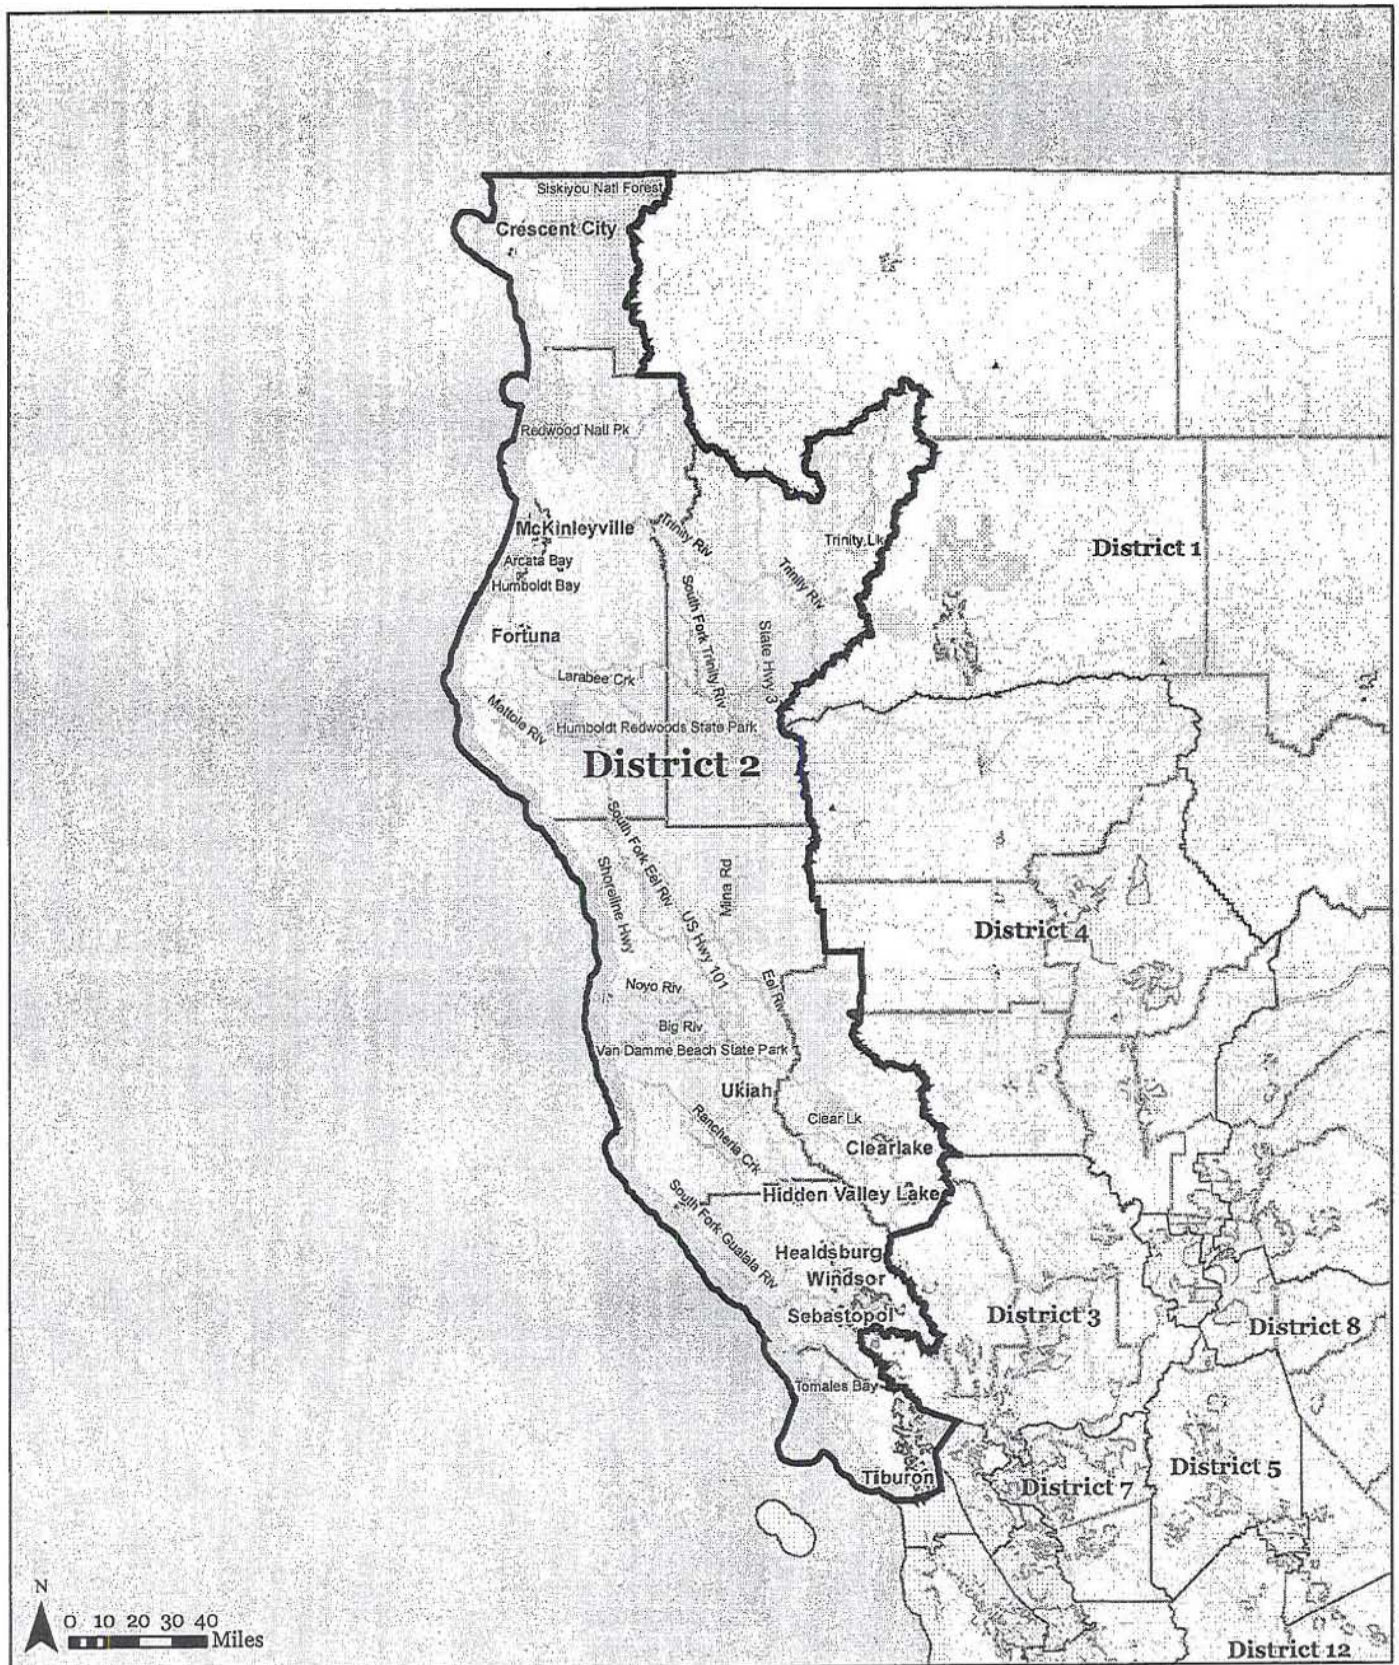 Siskiyou Natl Forest
Crescent City
Redwood Natl Pk
McKinleyville
Trinity Riv
Trinity Lk
District 1
Arcata Bay
Humboldt Bay
Trinity Riv
South Fork Trinity Riv
Fortuna
State Hwy 3
Larabee Crk
Mattole Riv
Humboldt Redwoods State Park
District 2
South Fork Eel Riv
Shoreline Hwy
Mina Rd
US Hwy 101
District 4
Noyo Riv
Eel Riv
Big Riv
Van Damme Beach State Park
Ukiah
Clear Lk
Rancheria Crk
Clearlake
Hidden Valley Lake
South Fork Gualala Riv
Healdsburg
Windsor
Sebastopol
District 3
District 8
Tomales Bay
Tiburon
District 5
District 7
N
0 10 20 30 40
Miles
District 12